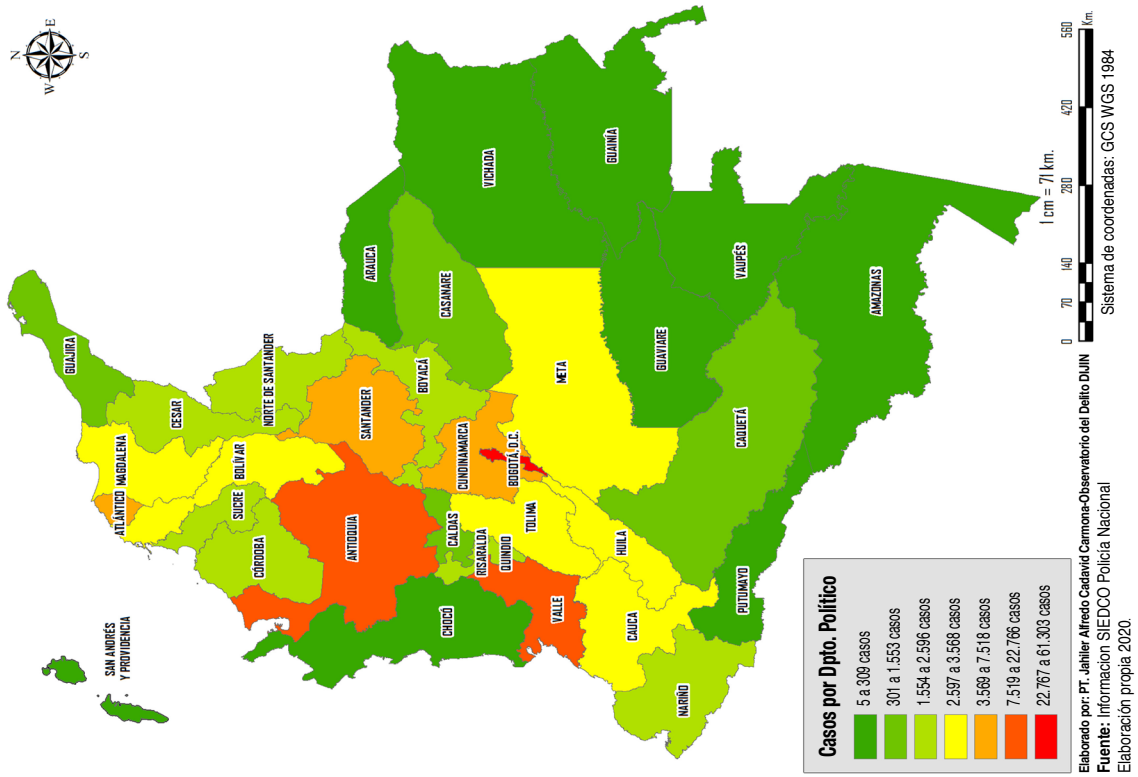 N
W
E
S
SAN ANDRÉS
Y PROVIDENCIA
GUAJIRA
ATLÁNTICO
MAGDALENA
CESAR
SUCRE
BOLÍVAR
NORTE DE SANTANDER
CÓRDOBA
ANTIOQUIA
SANTANDER
ARAUCA
CHOCÓ
CALDAS
BOYACÁ
CASANARE
VICHADA
RISARALDA
CUNDINAMARCA
QUINDIO
BOGOTÁ, D.C.
VALLE
TOLIMA
META
GUAINÍA
CAUCA
HUILA
GUAVIARE
NARIÑO
CAQUETÁ
VAUPÉS
PUTUMAYO
AMAZONAS
Casos por Dpto. Político
5 a 309 casos
301 a 1.553 casos
1.554 a 2.596 casos
2.597 a 3.568 casos
3.569 a 7.518 casos
7.519 a 22.766 casos
22.767 a 61.303 casos
1 cm = 71 km.
0 70 140 280 420 560
Km.
Sistema de coordenadas: GCS WGS 1984
Elaborado por: PT. Jahiler Alfredo Cadavid Carmona-Observatorio del Delito DIJIN
Fuente: Informacion SIEDCO Policía Nacional
Elaboración propia 2020.